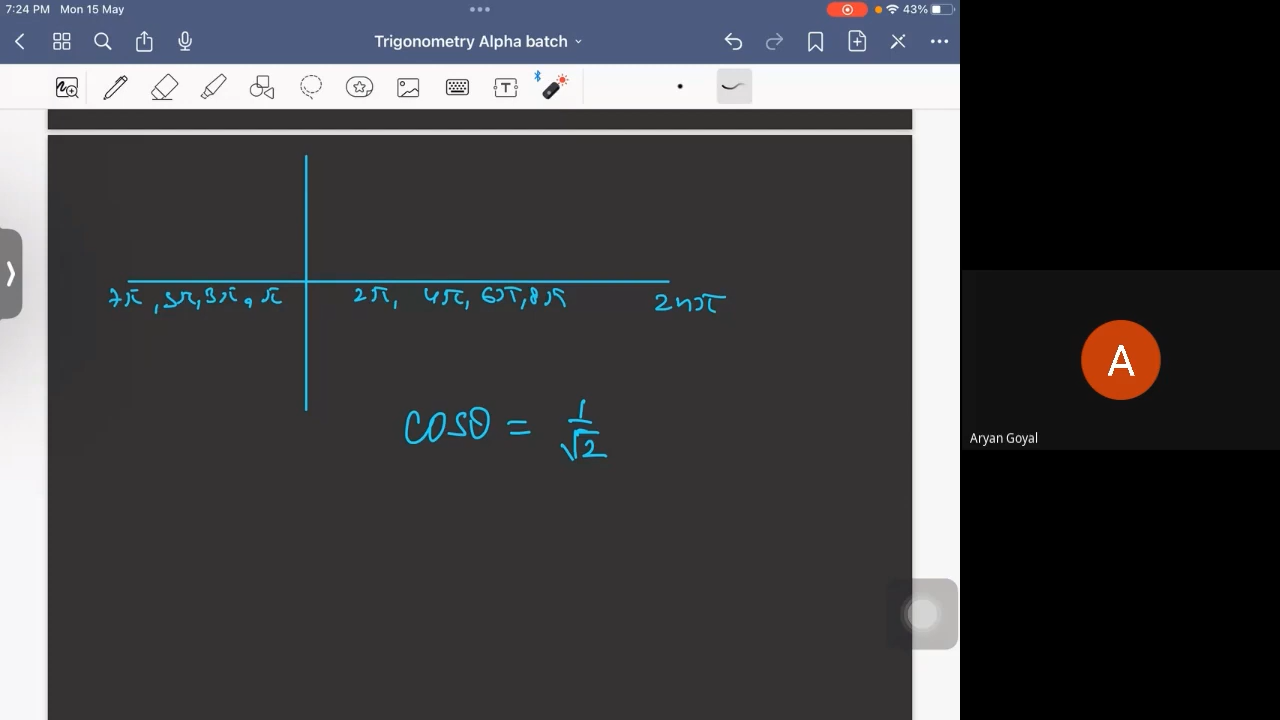 7:24 PM Mon 15 May
43%
Trigonometry Alpha batch
T
7π, 5π, 3π, π 2π, 4π, 6π, 8π 2nπ
cosθ = 1/√2
A
Aryan Goyal